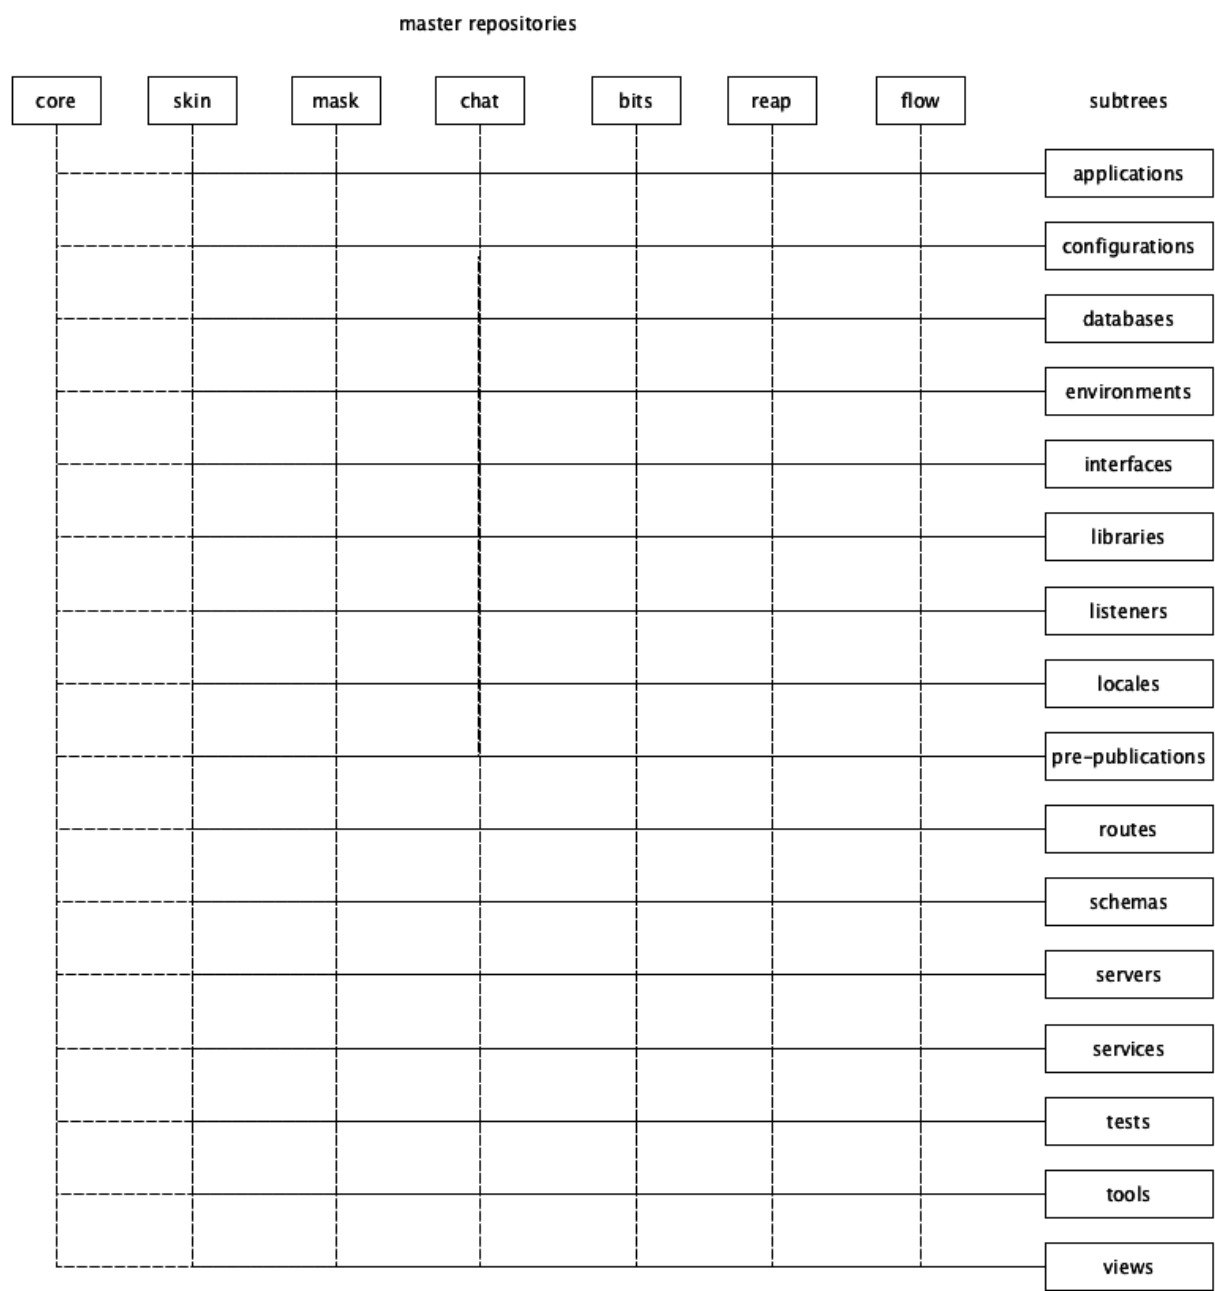 master repositories
core skin mask chat bits reap flow subtrees
applications
configurations
databases
environments
interfaces
libraries
listeners
locales
pre-publications
routes
schemas
servers
services
tests
tools
views